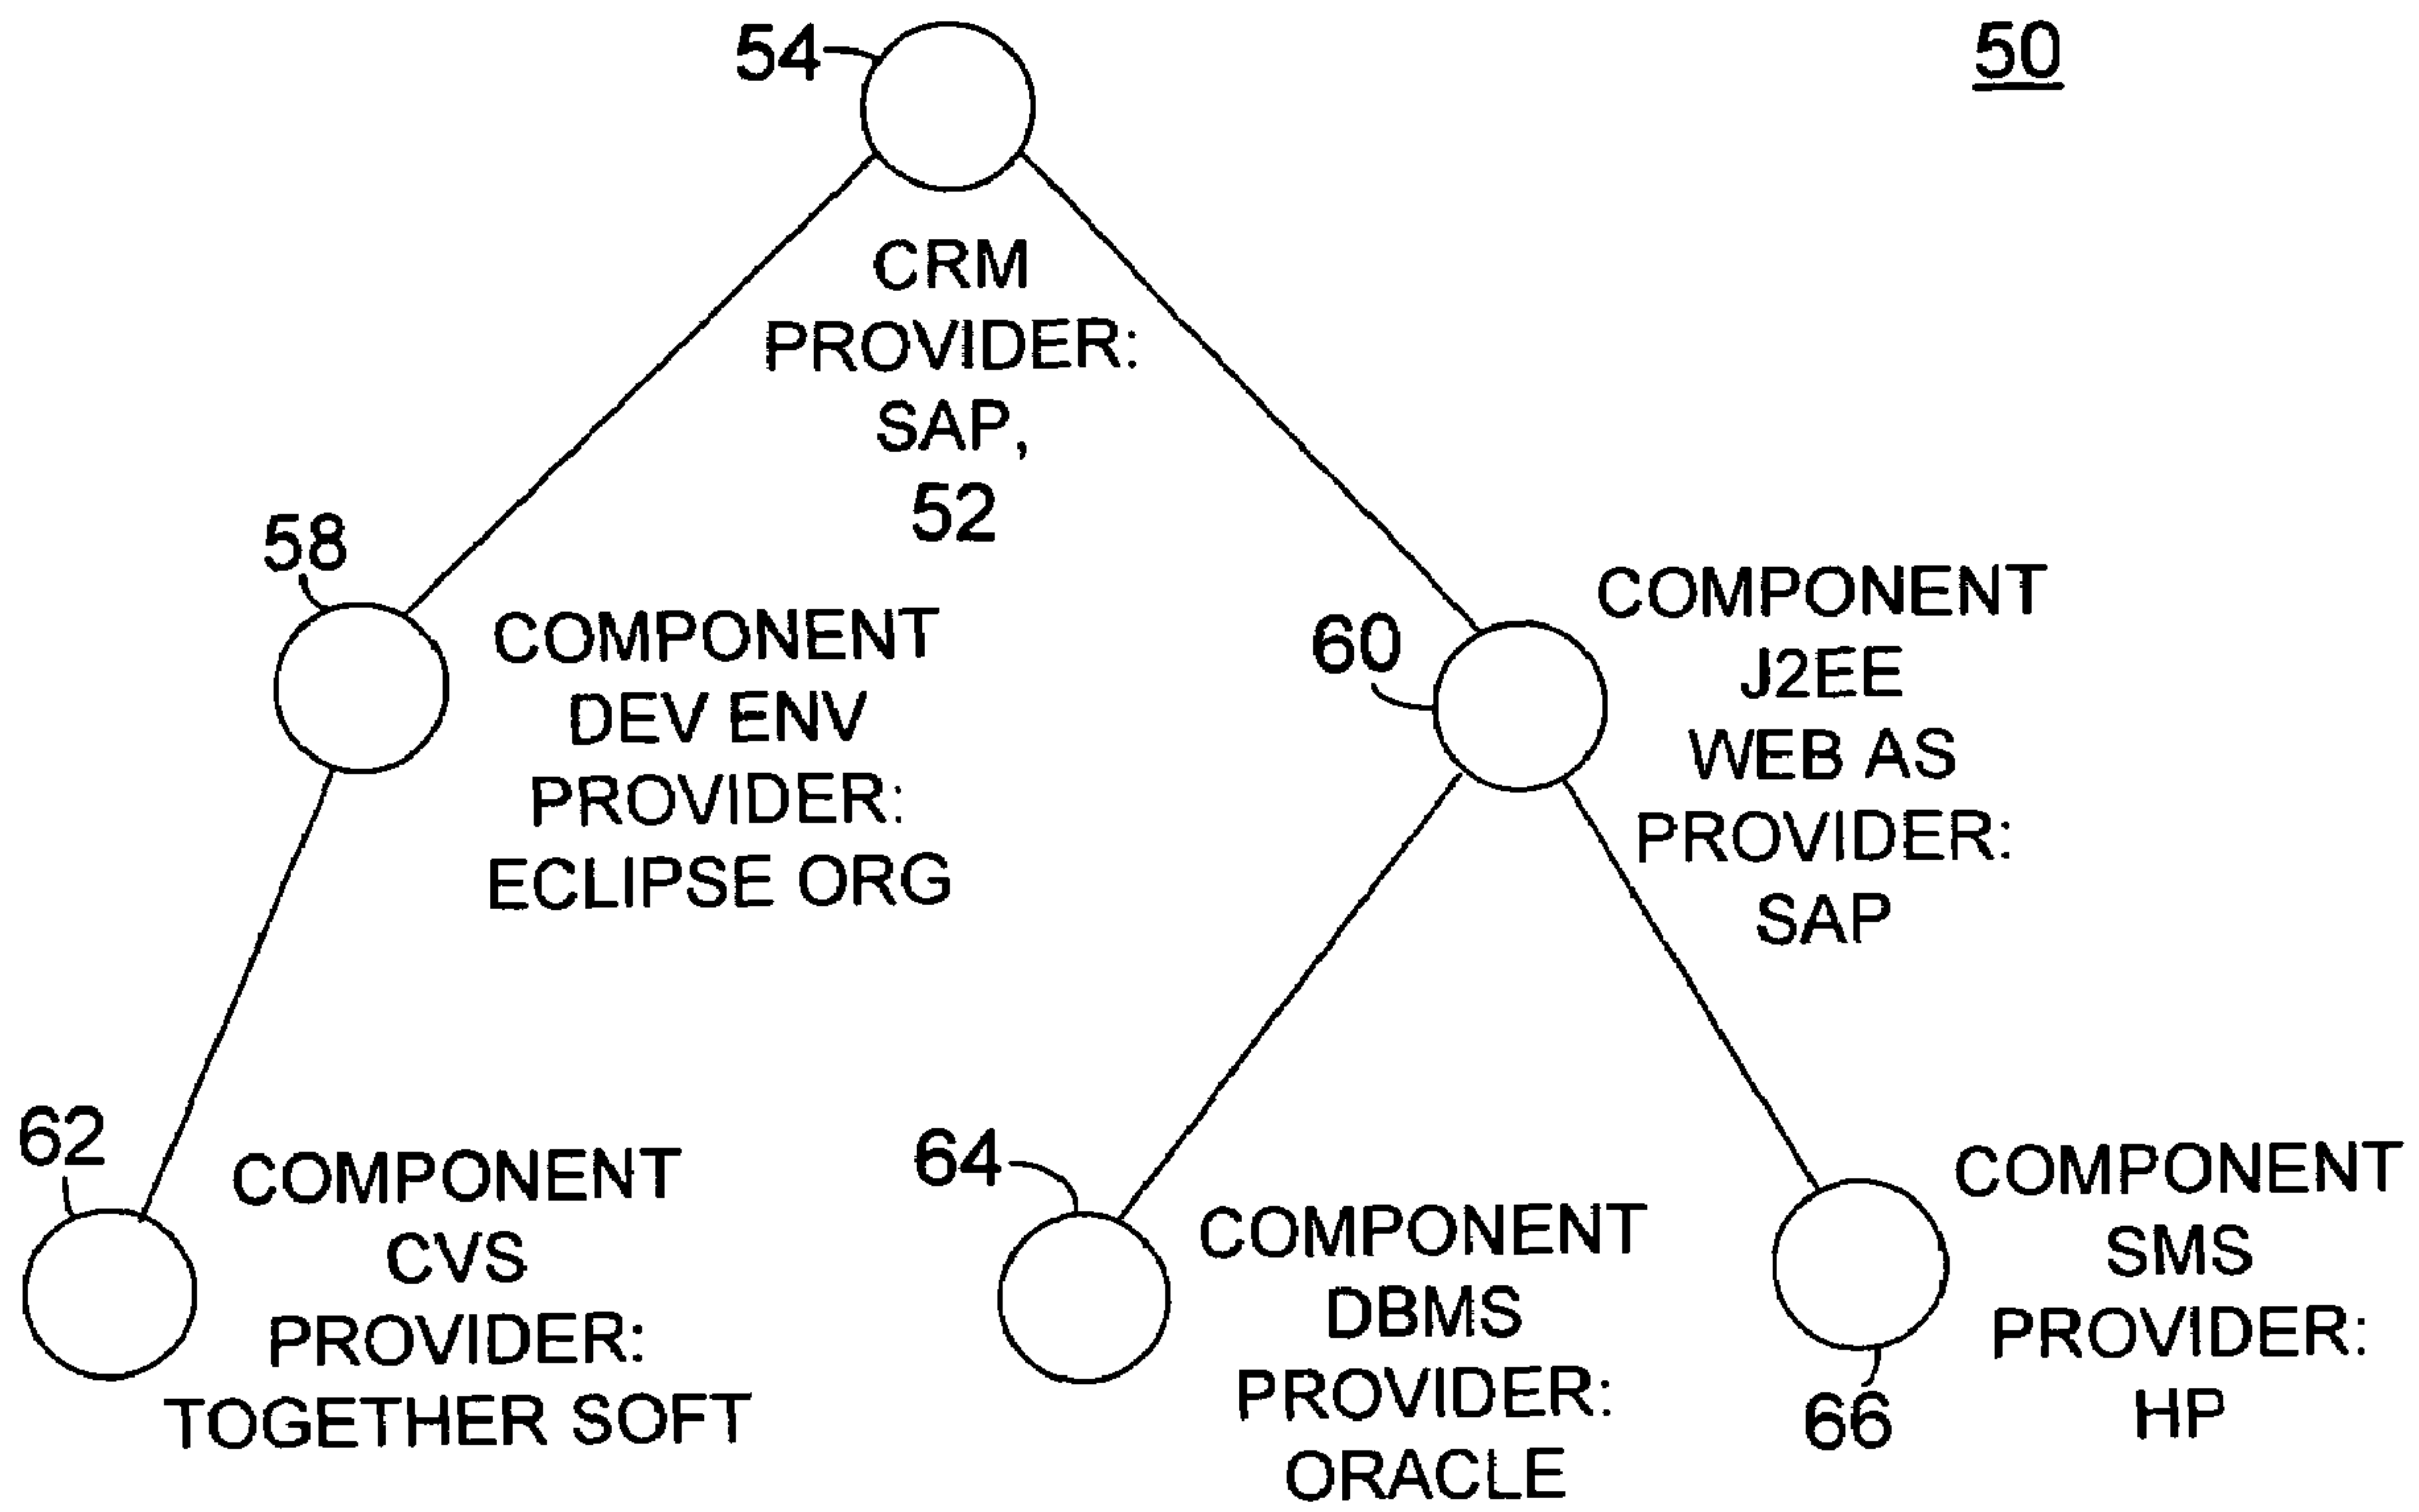 54
50
CRM
PROVIDER:
SAP,
52
58
COMPONENT
DEV ENV
PROVIDER:
ECLIPSE ORG
60
COMPONENT
J2EE
WEB AS
PROVIDER:
SAP
62
COMPONENT
CVS
PROVIDER:
TOGETHER SOFT
64
COMPONENT
DBMS
PROVIDER:
ORACLE
COMPONENT
SMS
PROVIDER:
HP
66